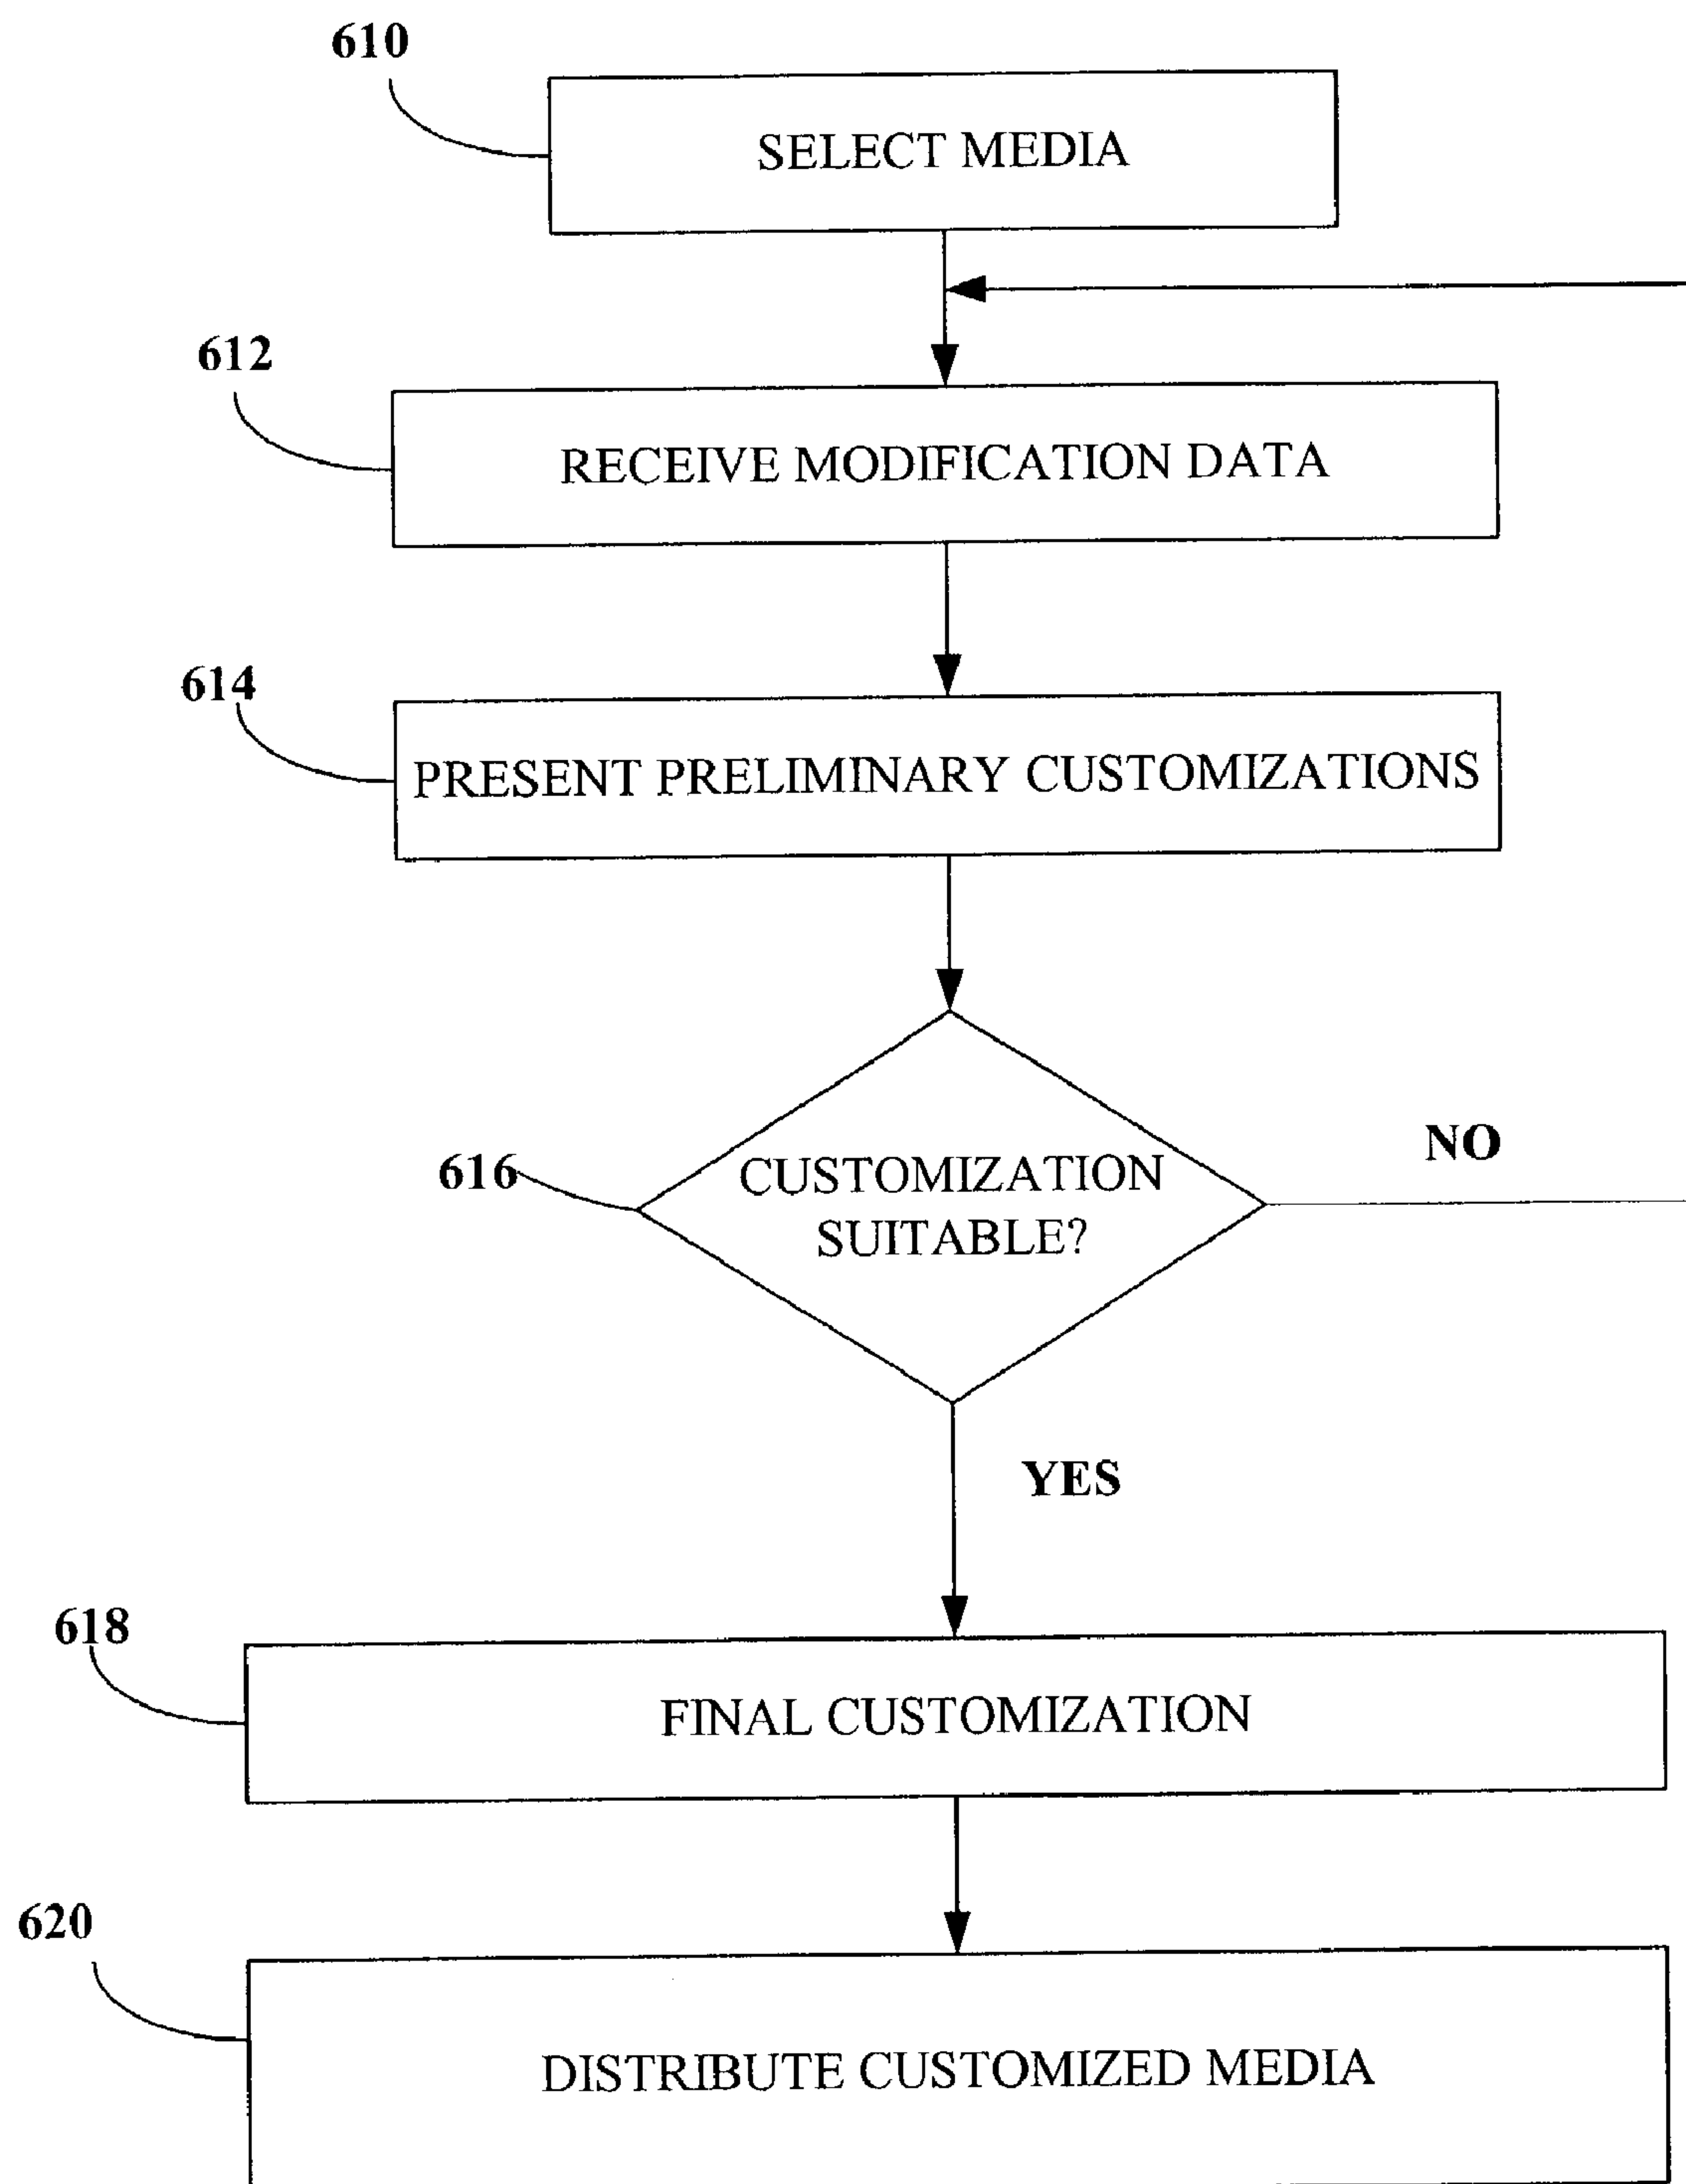 610
SELECT MEDIA
612
RECEIVE MODIFICATION DATA
614
PRESENT PRELIMINARY CUSTOMIZATIONS
616
CUSTOMIZATION
SUITABLE?
NO
YES
618
FINAL CUSTOMIZATION
620
DISTRIBUTE CUSTOMIZED MEDIA